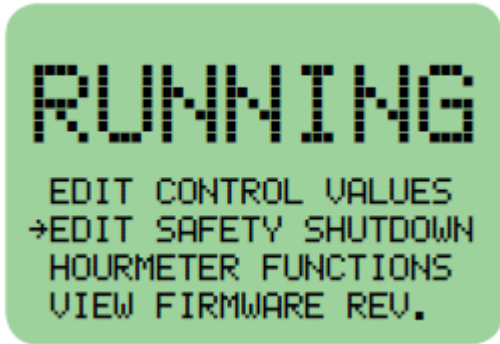 RUNNING
EDIT CONTROL VALUES
→EDIT SAFETY SHUTDOWN
HOURMETER FUNCTIONS
VIEW FIRMWARE REV.